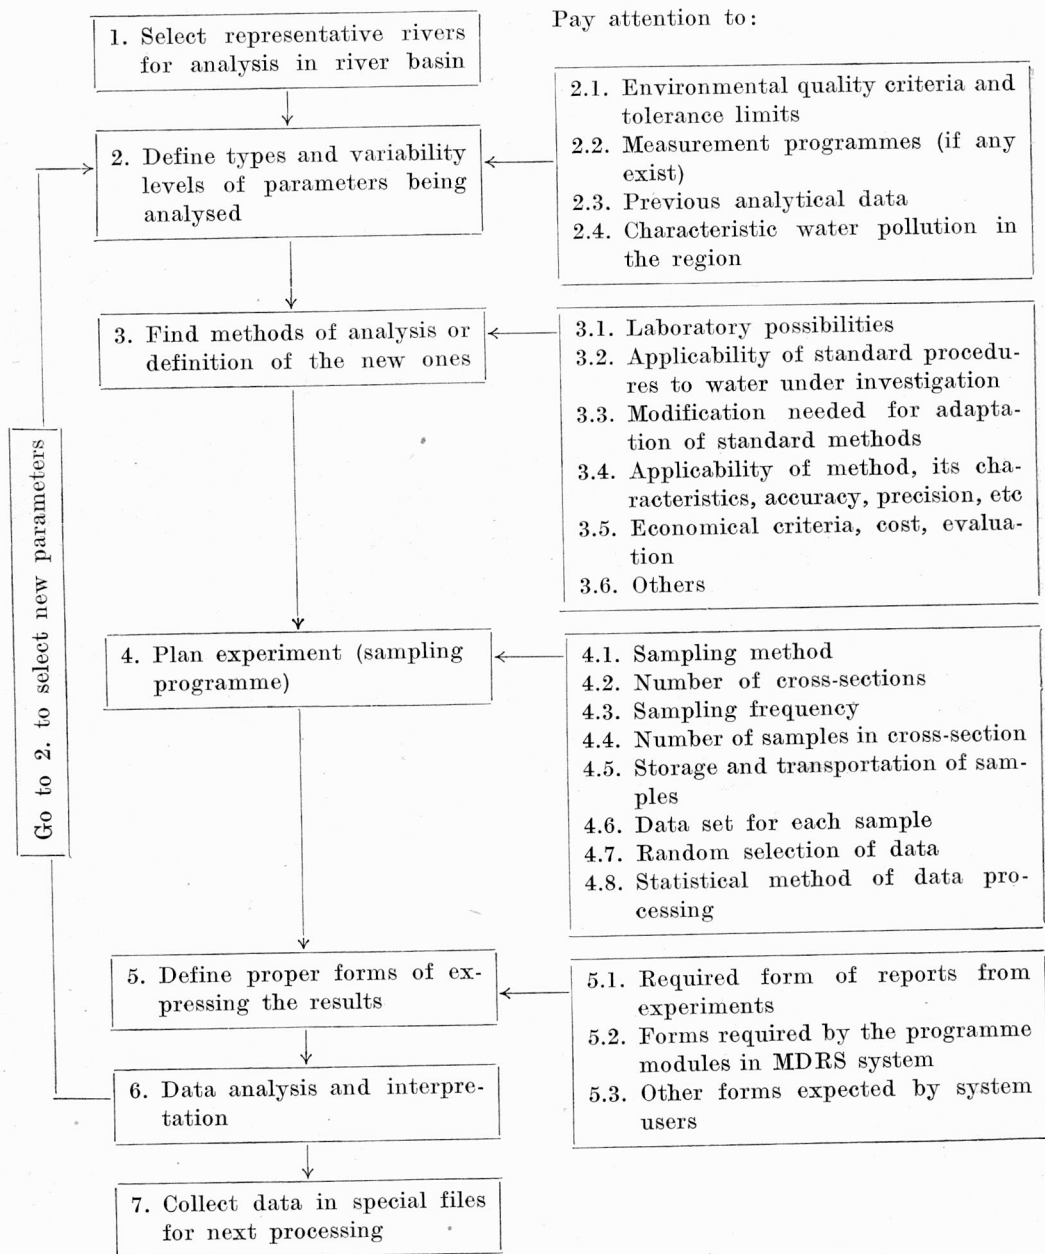 Pay attention to:
1. Select representative rivers
for analysis in river basin
2. Define types and variability
levels of parameters being
analysed
2.1. Environmental quality criteria and
tolerance limits
2.2. Measurement programmes (if any
exist)
2.3. Previous analytical data
2.4. Characteristic water pollution in
the region
3. Find methods of analysis or
definition of the new ones
3.1. Laboratory possibilities
3.2. Applicability of standard procedu-
res to water under investigation
3.3. Modification needed for adapta-
tion of standard methods
3.4. Applicability of method, its cha-
racteristics, accuracy, precision, etc
3.5. Economical criteria, cost, evalua-
tion
3.6. Others
Go to 2. to select new parameters
4. Plan experiment (sampling
programme)
4.1. Sampling method
4.2. Number of cross-sections
4.3. Sampling frequency
4.4. Number of samples in cross-section
4.5. Storage and transportation of sam-
ples
4.6. Data set for each sample
4.7. Random selection of data
4.8. Statistical method of data pro-
cessing
5. Define proper forms of ex-
pressing the results
5.1. Required form of reports from
experiments
5.2. Forms required by the programme
modules in MDRS system
5.3. Other forms expected by system
users
6. Data analysis and interpre-
tation
7. Collect data in special files
for next processing